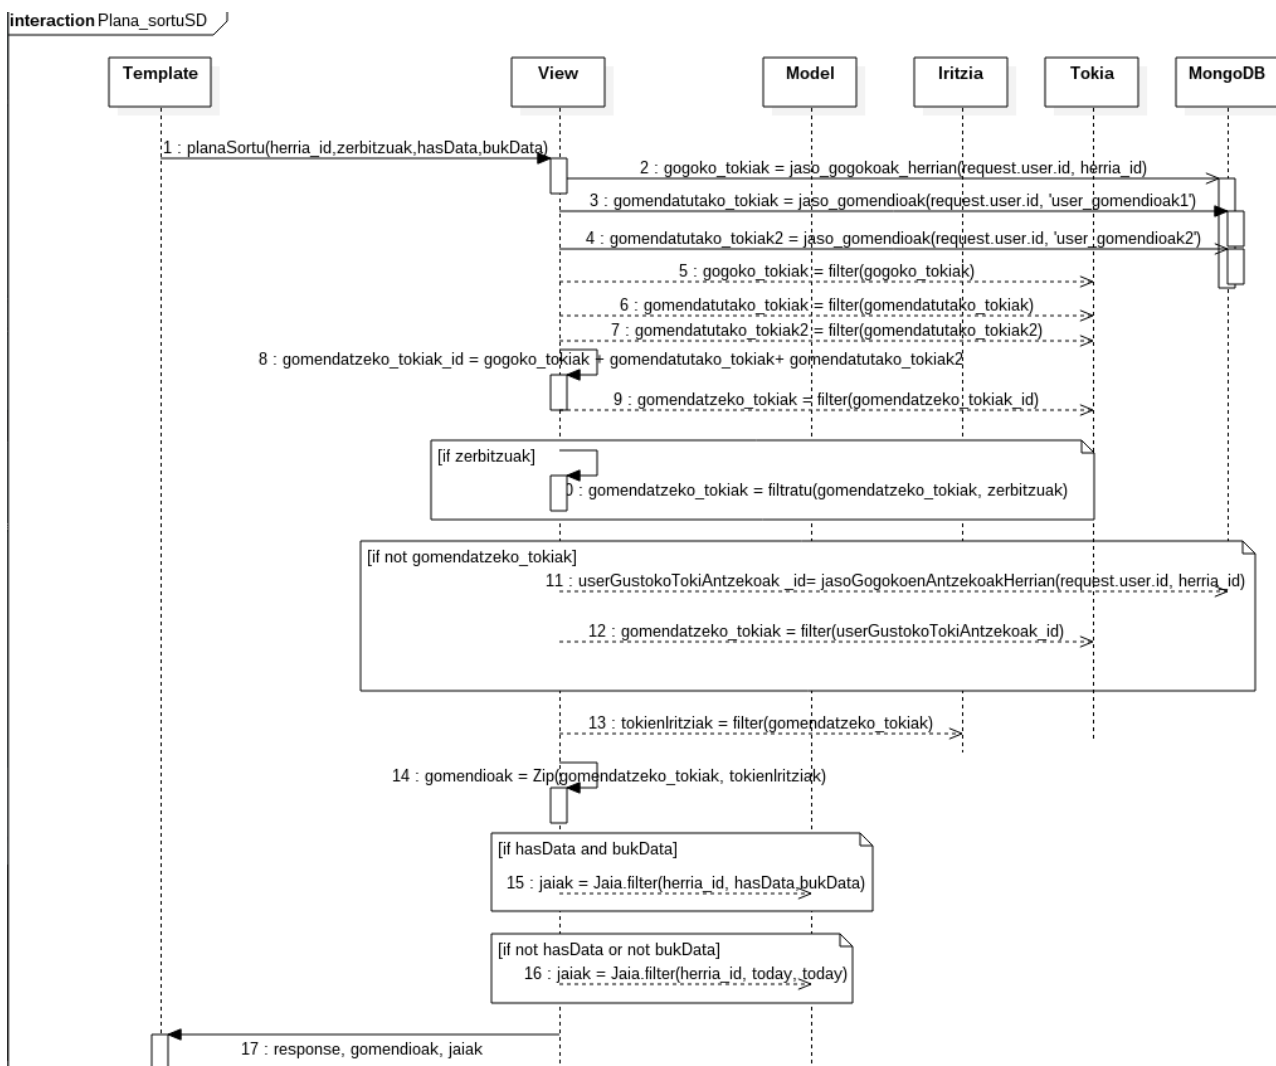 interaction Plana_sortuSD
Template
View
Model
Iritzia
Tokia
MongoDB
1 : planaSortu(herria_id,zerbitzuak,hasData,bukData)
2 : gogoko_tokiak = jaso_gogokoak_herrian(request.user.id, herria_id)
3 : gomendatutako_tokiak = jaso_gomendioak(request.user.id, 'user_gomendioak1')
4 : gomendatutako_tokiak2 = jaso_gomendioak(request.user.id, 'user_gomendioak2')
5 : gogoko_tokiak = filter(gogoko_tokiak)
6 : gomendatutako_tokiak = filter(gomendatutako_tokiak)
7 : gomendatutako_tokiak2 = filter(gomendatutako_tokiak2)
8 : gomendatzeko_tokiak_id = gogoko_tokiak + gomendatutako_tokiak+ gomendatutako_tokiak2
9 : gomendatzeko_tokiak = filter(gomendatzeko_tokiak_id)
[if zerbitzuak]
0 : gomendatzeko_tokiak = filtratu(gomendatzeko_tokiak, zerbitzuak)
[if not gomendatzeko_tokiak]
11 : userGustokoTokiAntzekoak _id= jasoGogokoenAntzekoakHerrian(request.user.id, herria_id)
12 : gomendatzeko_tokiak = filter(userGustokoTokiAntzekoak_id)
13 : tokienIritziak = filter(gomendatzeko_tokiak)
14 : gomendioak = Zip(gomendatzeko_tokiak, tokienIritziak)
[if hasData and bukData]
15 : jaiak = Jaia.filter(herria_id, hasData,bukData)
[if not hasData or not bukData]
16 : jaiak = Jaia.filter(herria_id, today, today)
17 : response, gomendioak, jaiak